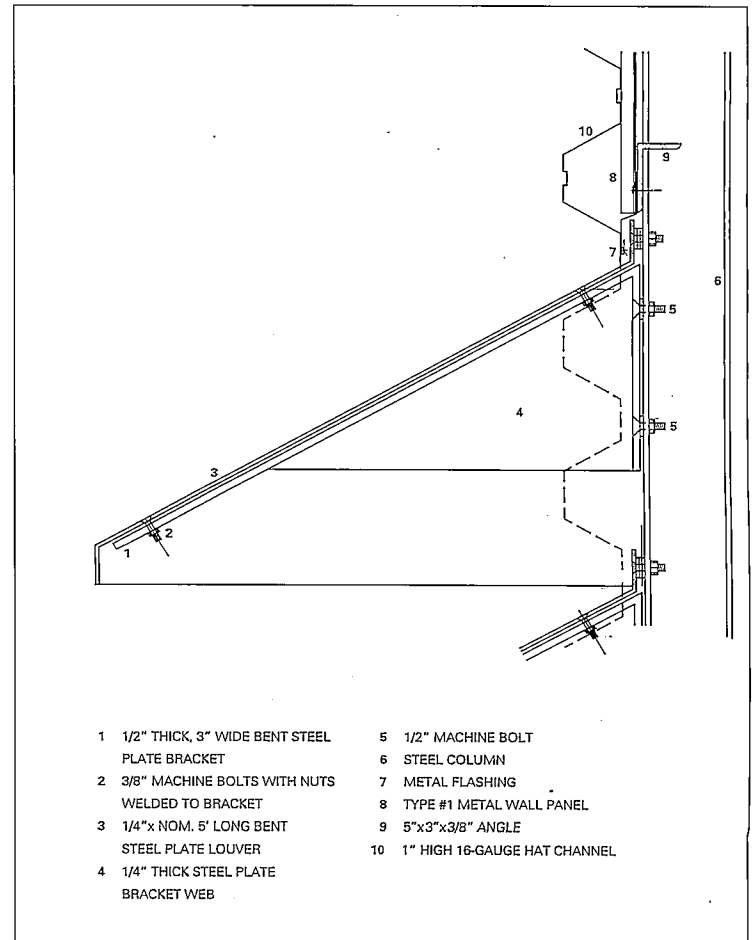 10
9
8
7
6
5
4
5
3
2
1
1 1/2" THICK, 3" WIDE BENT STEEL
PLATE BRACKET
2 3/8" MACHINE BOLTS WITH NUTS
WELDED TO BRACKET
3 1/4"x NOM. 5' LONG BENT
STEEL PLATE LOUVER
4 1/4" THICK STEEL PLATE
BRACKET WEB
5 1/2" MACHINE BOLT
6 STEEL COLUMN
7 METAL FLASHING
8 TYPE #1 METAL WALL PANEL
9 5"x3"x3/8" ANGLE
10 1" HIGH 16-GAUGE HAT CHANNEL